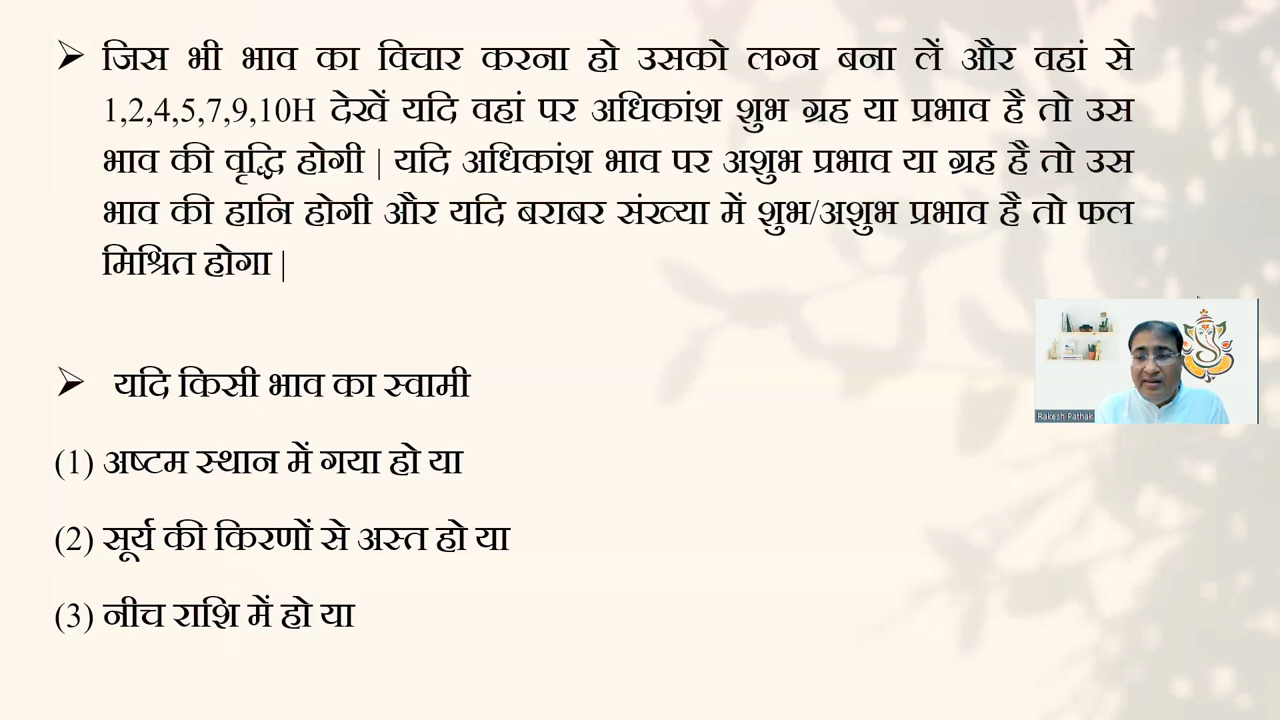 ➤ जिस भी भाव का विचार करना हो उसको लग्न बना लें और वहां से
1,2,4,5,7,9,10H देखें यदि वहां पर अधिकांश शुभ ग्रह या प्रभाव है तो उस
भाव की वृद्धि होगी | यदि अधिकांश भाव पर अशुभ प्रभाव या ग्रह है तो उस
भाव की हानि होगी और यदि बराबर संख्या में शुभ/अशुभ प्रभाव है तो फल
मिश्रित होगा |
➤ यदि किसी भाव का स्वामी
(1) अष्टम स्थान में गया हो या
(2) सूर्य की किरणों से अस्त हो या
(3) नीच राशि में हो या
Rakesh Pathak